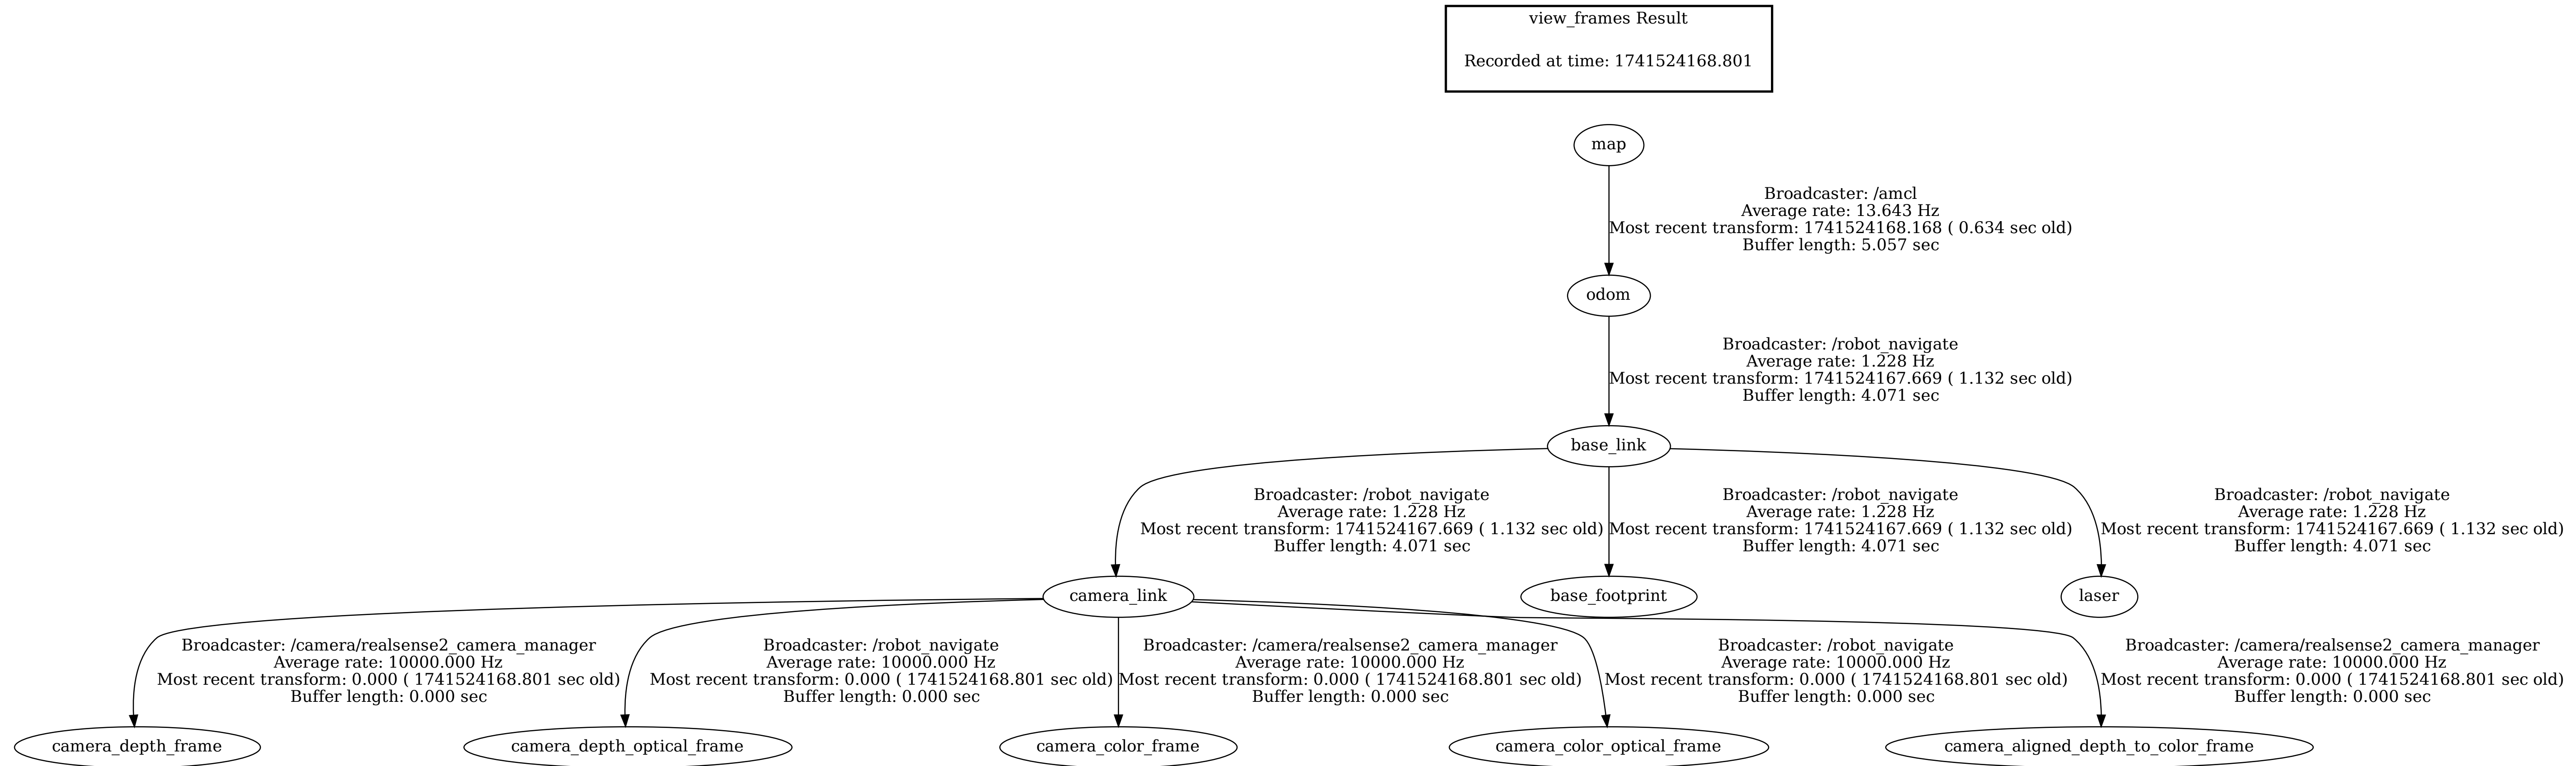 view_frames Result
Recorded at time: 1741524168.801
map
Broadcaster: /amcl
Average rate: 13.643 Hz
Most recent transform: 1741524168.168 ( 0.634 sec old)
Buffer length: 5.057 sec
odom
Broadcaster: /robot_navigate
Average rate: 1.228 Hz
Most recent transform: 1741524167.669 ( 1.132 sec old)
Buffer length: 4.071 sec
base_link
Broadcaster: /robot_navigate
Average rate: 1.228 Hz
Most recent transform: 1741524167.669 ( 1.132 sec old)
Buffer length: 4.071 sec
Broadcaster: /robot_navigate
Average rate: 1.228 Hz
Most recent transform: 1741524167.669 ( 1.132 sec old)
Buffer length: 4.071 sec
Broadcaster: /robot_navigate
Average rate: 1.228 Hz
Most recent transform: 1741524167.669 ( 1.132 sec old)
Buffer length: 4.071 sec
camera_link
base_footprint
laser
Broadcaster: /camera/realsense2_camera_manager
Average rate: 10000.000 Hz
Most recent transform: 0.000 ( 1741524168.801 sec old)
Buffer length: 0.000 sec
Broadcaster: /robot_navigate
Average rate: 10000.000 Hz
Most recent transform: 0.000 ( 1741524168.801 sec old)
Buffer length: 0.000 sec
Broadcaster: /camera/realsense2_camera_manager
Average rate: 10000.000 Hz
Most recent transform: 0.000 ( 1741524168.801 sec old)
Buffer length: 0.000 sec
Broadcaster: /robot_navigate
Average rate: 10000.000 Hz
Most recent transform: 0.000 ( 1741524168.801 sec old)
Buffer length: 0.000 sec
Broadcaster: /camera/realsense2_camera_manager
Average rate: 10000.000 Hz
Most recent transform: 0.000 ( 1741524168.801 sec old)
Buffer length: 0.000 sec
camera_depth_frame
camera_depth_optical_frame
camera_color_frame
camera_color_optical_frame
camera_aligned_depth_to_color_frame